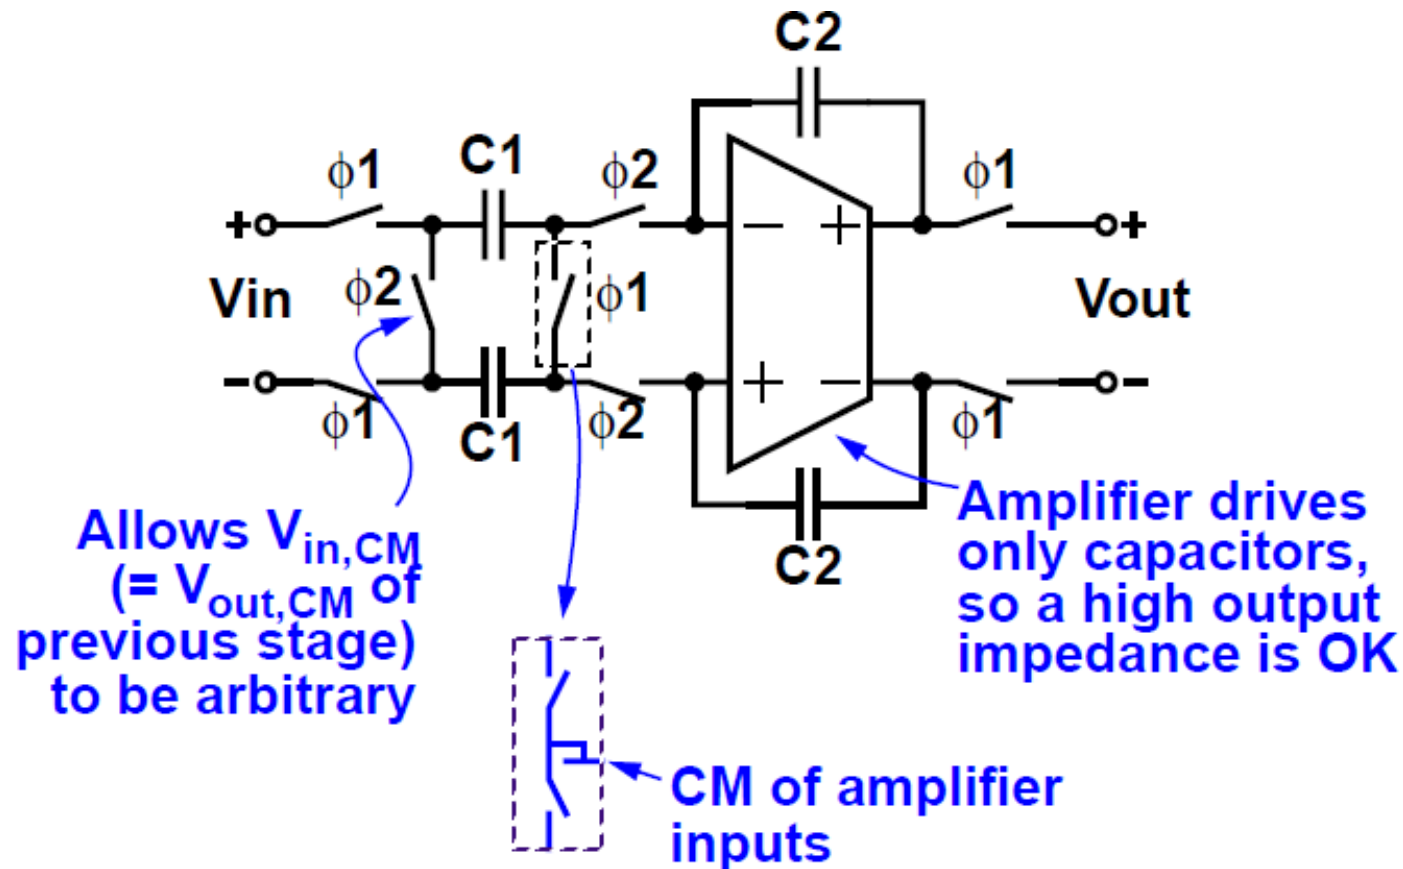 C2
C1
ϕ1
ϕ2
ϕ1
+
− +
+
Vin
ϕ2
ϕ1
Vout
-
+ −
-
ϕ1
C1
ϕ2
ϕ1
C2
Allows Vin,CM
(= Vout,CM of
previous stage)
to be arbitrary
Amplifier drives
only capacitors,
so a high output
impedance is OK
CM of amplifier
inputs